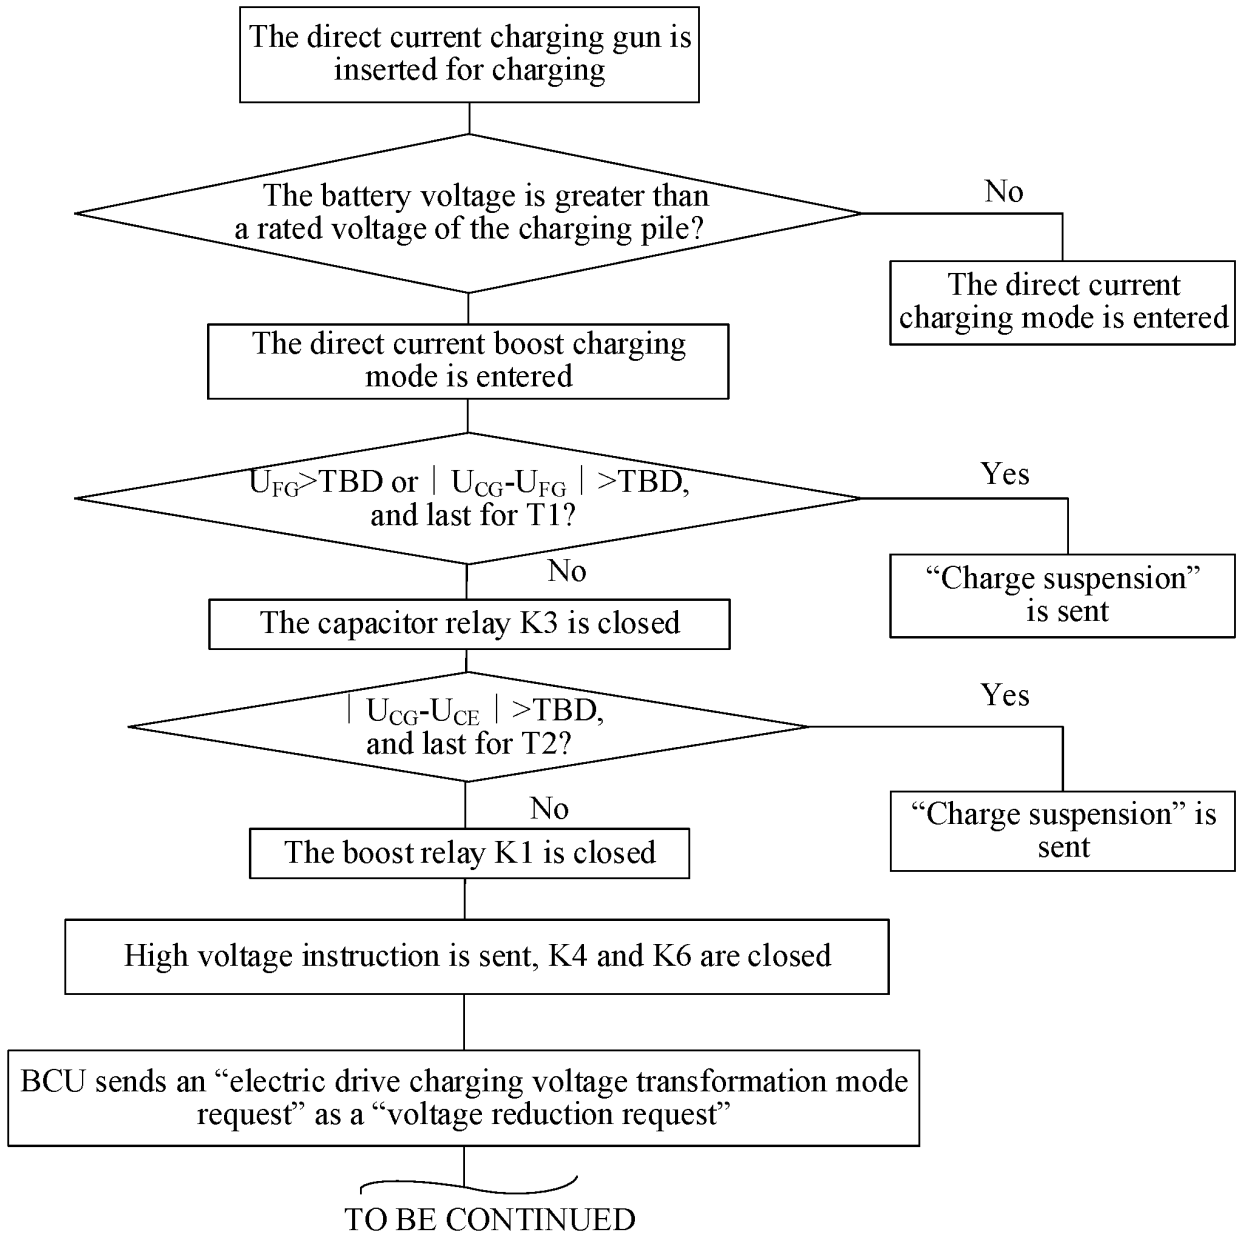 The direct current charging gun is
inserted for charging
The battery voltage is greater than
a rated voltage of the charging pile?
No
The direct current
charging mode is entered
The direct current boost charging
mode is entered
U_FG>TBD or | U_CG-U_FG | >TBD,
and last for T1?
Yes
“Charge suspension”
is sent
No
The capacitor relay K3 is closed
| U_CG-U_CE | >TBD,
and last for T2?
Yes
“Charge suspension” is
sent
No
The boost relay K1 is closed
High voltage instruction is sent, K4 and K6 are closed
BCU sends an “electric drive charging voltage transformation mode
request” as a “voltage reduction request”
TO BE CONTINUED